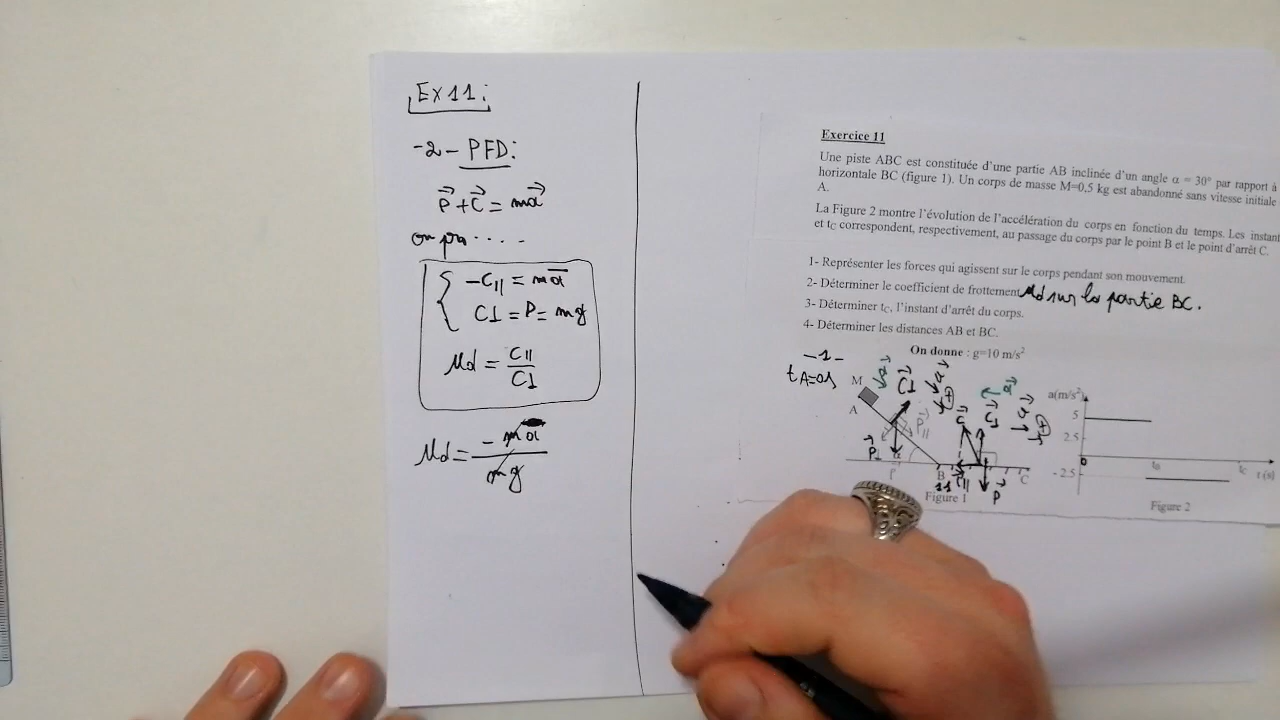 Ex 11:
-2- PFD:
P + C = ma
on pr....
-C|| = ma
C⊥ = P = mg
μd = C|| / C⊥
μd = -ma / mg
Exercice 11
Une piste ABC est constituée d'une partie AB inclinée d'un angle α = 30° par rapport à
horizontale BC (figure 1). Un corps de masse M=0,5 kg est abandonné sans vitesse initiale
A.
La Figure 2 montre l'évolution de l'accélération du corps en fonction du temps. Les instant
et tC correspondent, respectivement, au passage du corps par le point B et le point d'arrêt C.
1- Représenter les forces qui agissent sur le corps pendant son mouvement.
2- Déterminer le coefficient de frottement μd sur la partie BC.
3- Déterminer tC, l'instant d'arrêt du corps.
4- Déterminer les distances AB et BC.
On donne : g=10 m/s²
-1-
tA=0s
M
A
a
C⊥
a
+
P||
P⊥
α
B
C
C||
P
C⊥
a
a
+
C
Figure 1
a(m/s²)
5
2.5
0
-2.5
tB
tC
t (s)
Figure 2